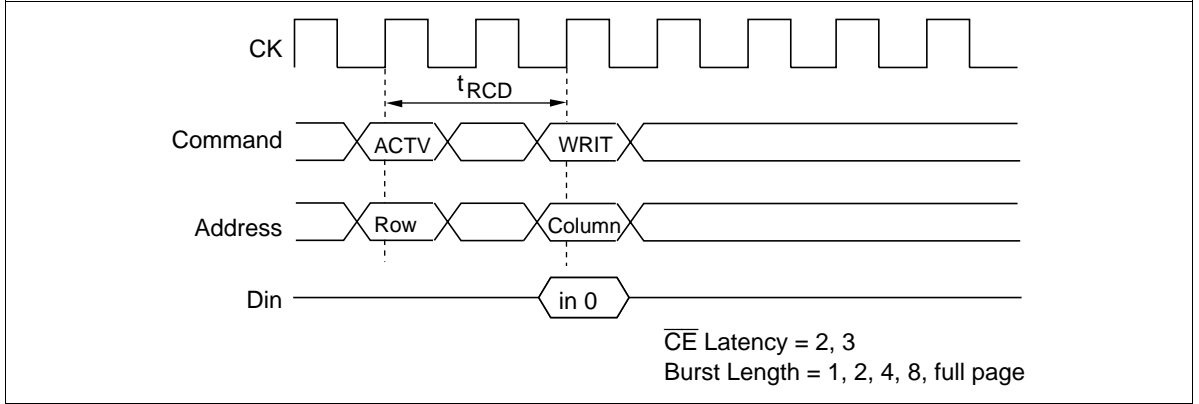 CK
tRCD
Command ACTV WRIT
Address Row Column
Din in 0
CE Latency = 2, 3
Burst Length = 1, 2, 4, 8, full page